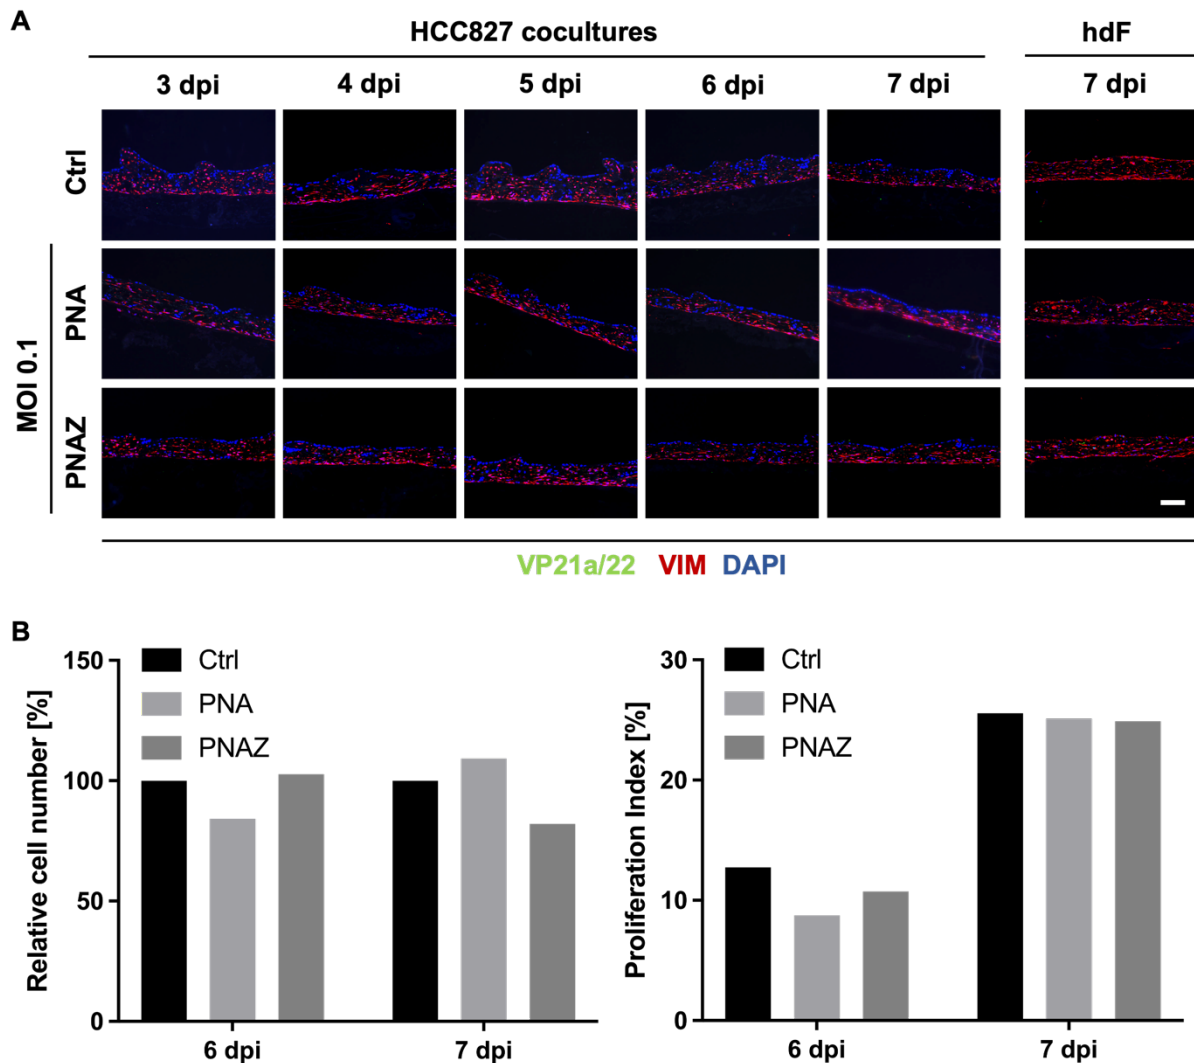 A
HCC827 cocultures
hdF
3 dpi 4 dpi 5 dpi 6 dpi 7 dpi 7 dpi
Ctrl
MOI 0.1
PNA
PNAZ
VP21a/22 VIM DAPI
B
Relative cell number [%]
150
100
50
0
Ctrl
PNA
PNAZ
6 dpi 7 dpi
Proliferation Index [%]
30
20
10
0
Ctrl
PNA
PNAZ
6 dpi 7 dpi